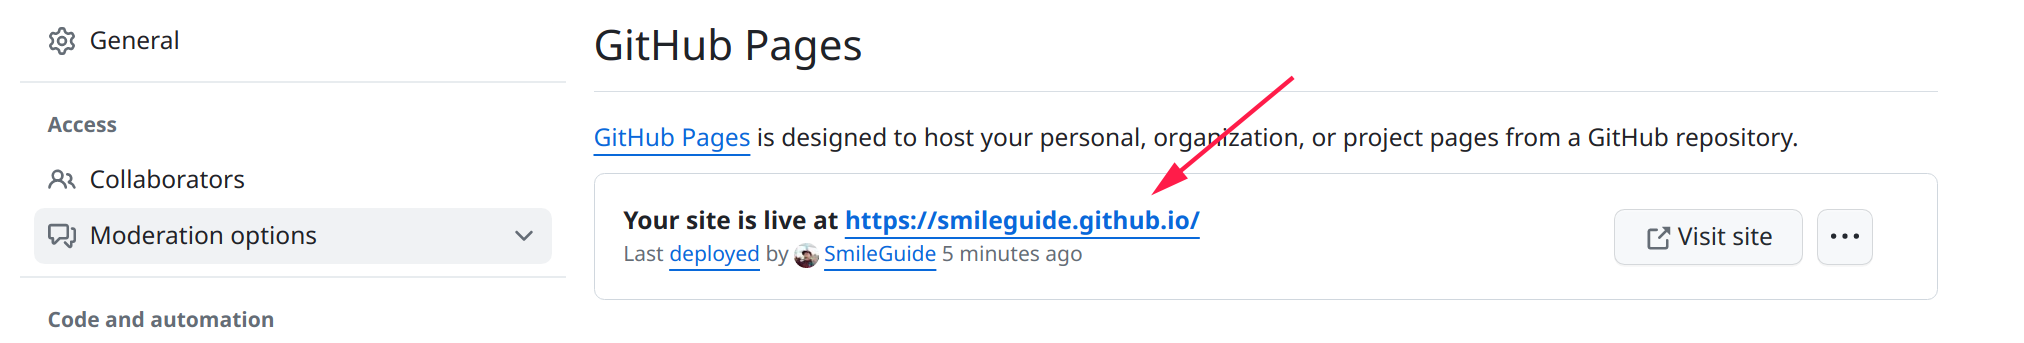 General
Access
Collaborators
Moderation options
Code and automation
GitHub Pages
GitHub Pages is designed to host your personal, organization, or project pages from a GitHub repository.
Your site is live at https://smileguide.github.io/
Last deployed by SmileGuide 5 minutes ago
Visit site